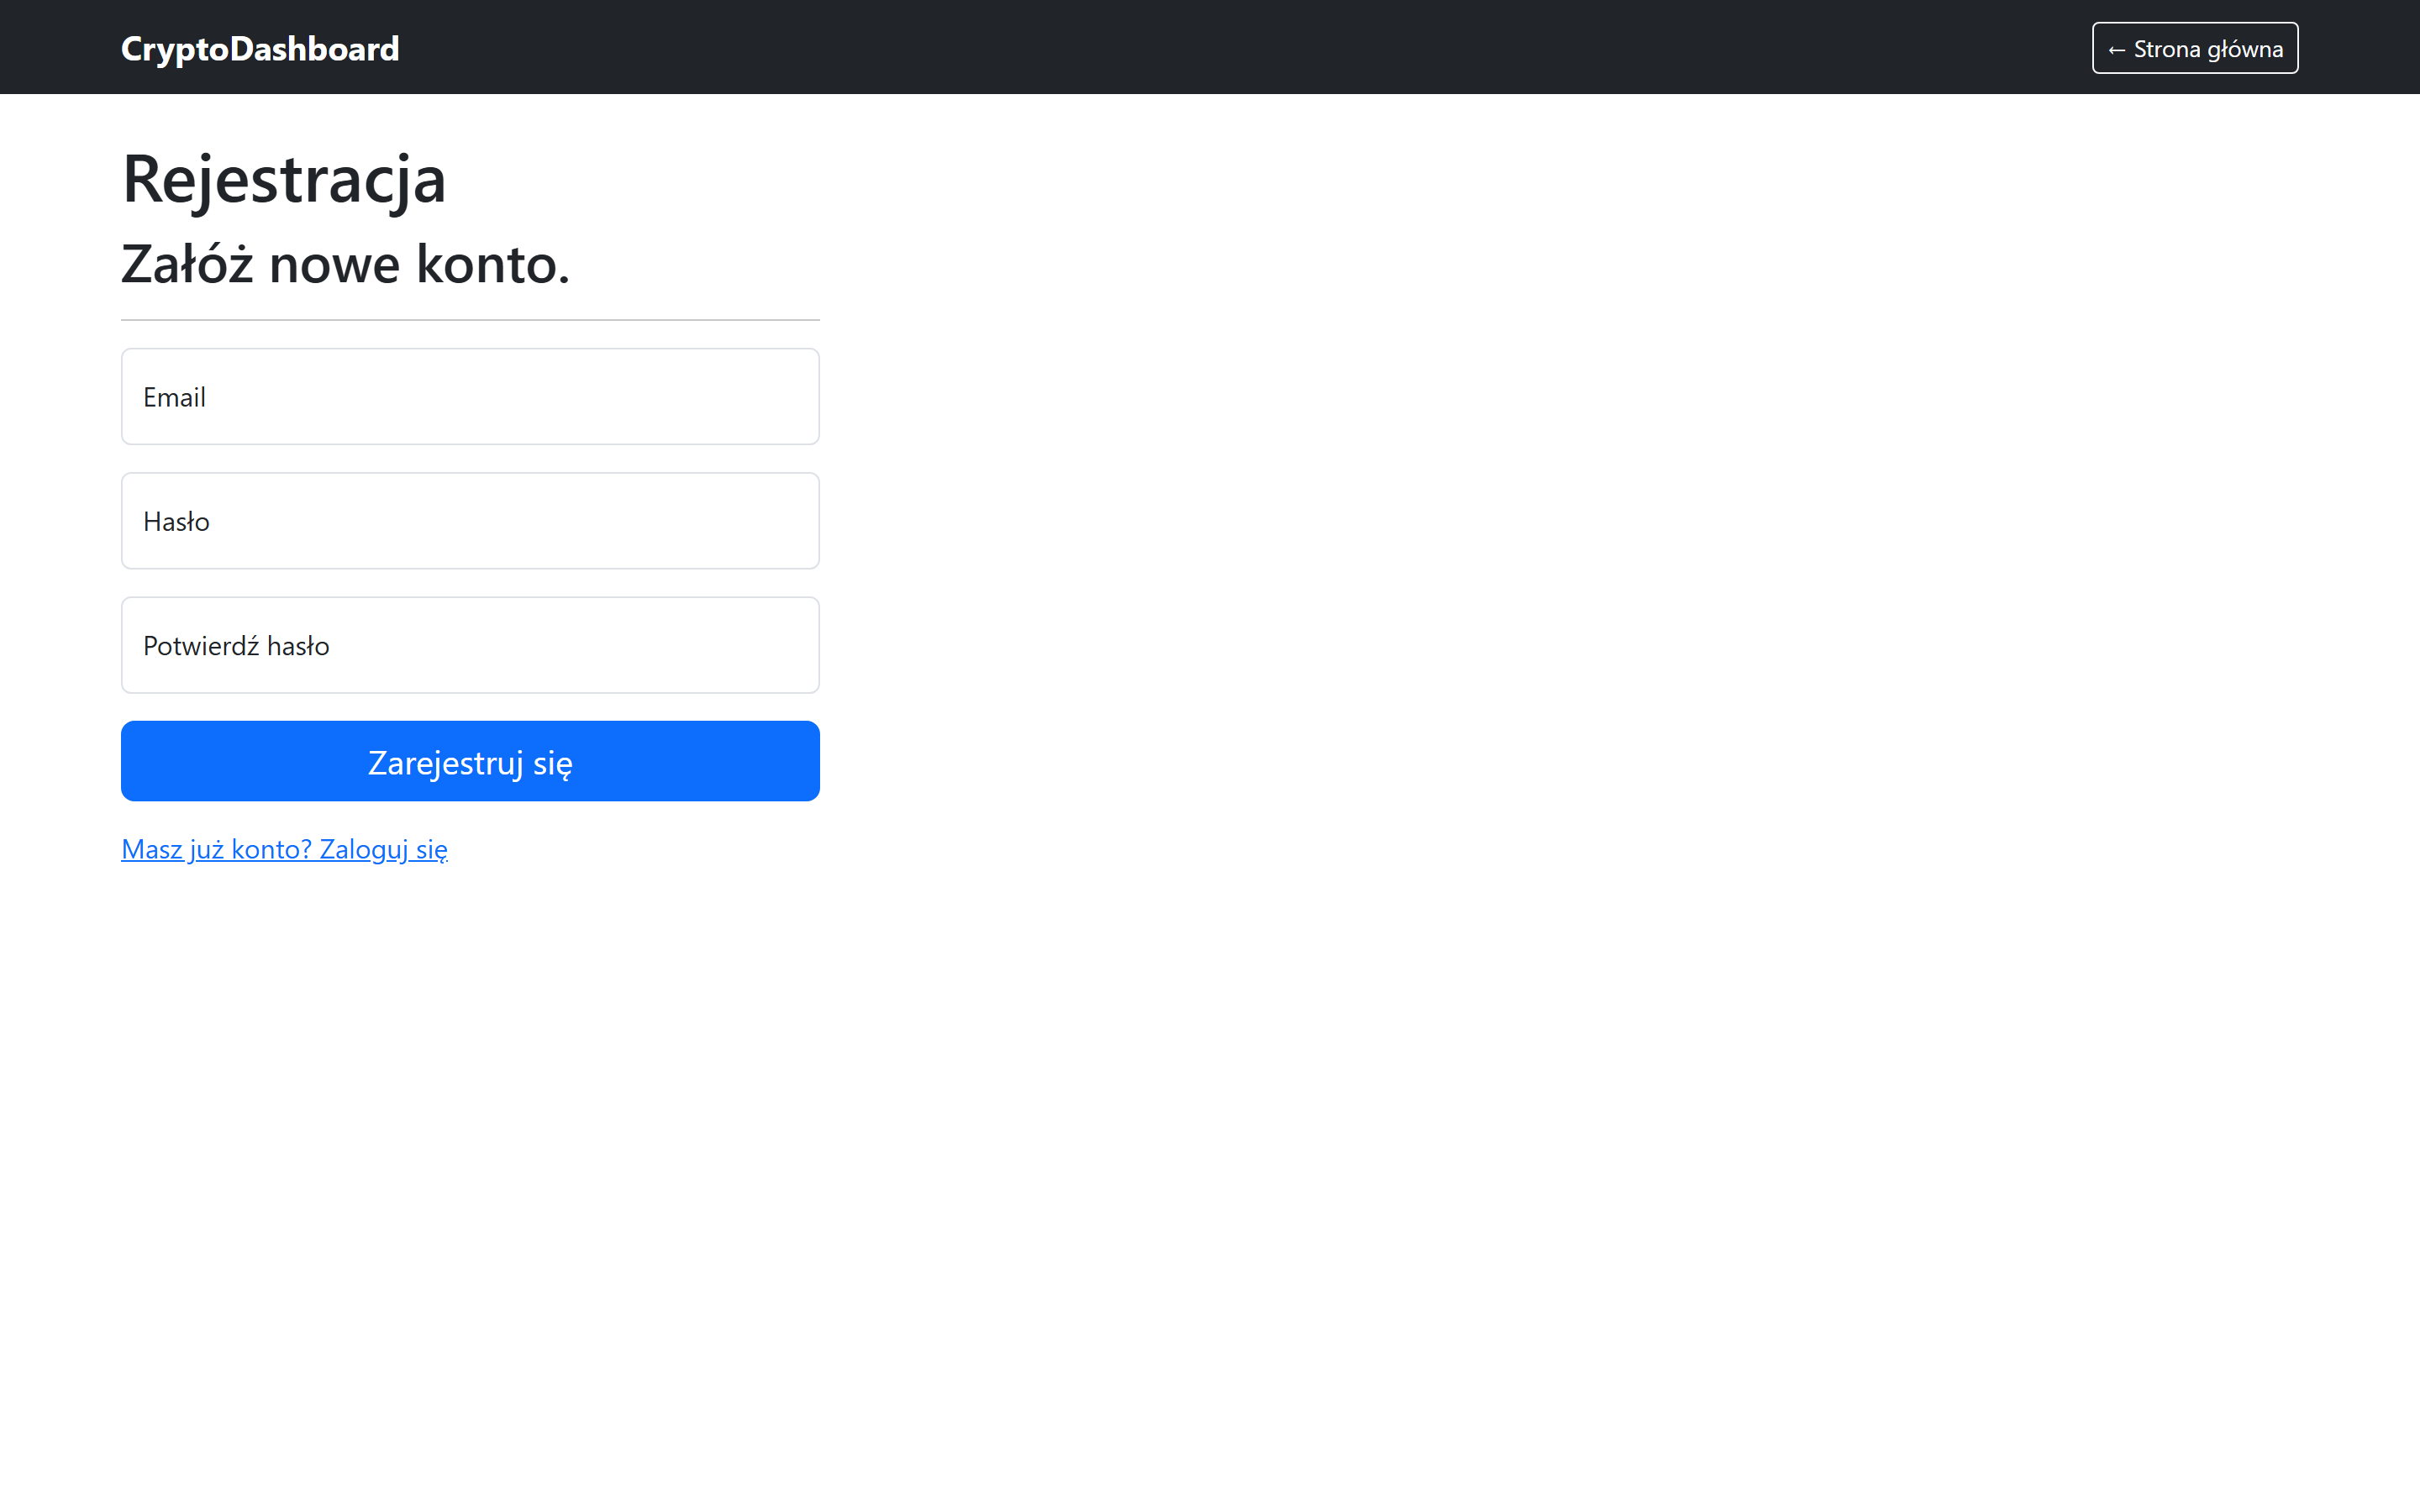 CryptoDashboard
← Strona główna
Rejestracja
Załóż nowe konto.
Email
Hasło
Potwierdź hasło
Zarejestruj się
Masz już konto? Zaloguj się